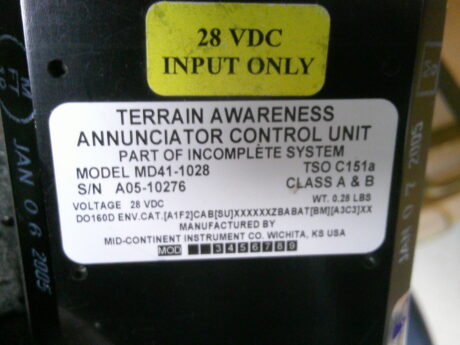 28 VDC
INPUT ONLY
TERRAIN AWARENESS
ANNUNCIATOR CONTROL UNIT
PART OF INCOMPLETE SYSTEM
MODEL MD41-1028 TSO C151a
S/N A05-10276 CLASS A & B
VOLTAGE 28 VDC WT. 0.28 LBS
DO160D ENV.CAT.[A1F2]CAB[SU]XXXXXXZBABAT[BM][A3C3]XX
MANUFACTURED BY
MID-CONTINENT INSTRUMENT CO. WICHITA, KS USA
MOD 3 4 5 6 7 8 9
JAN 06 2005
JAN 07 2005